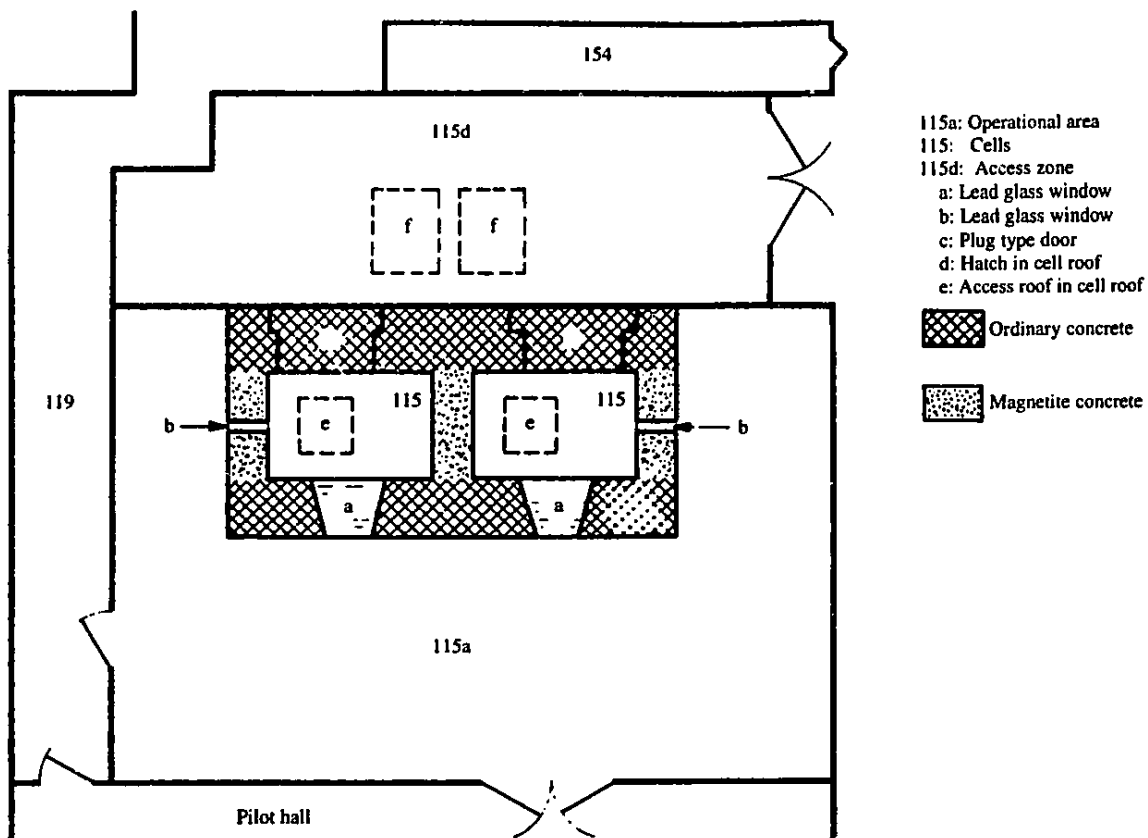 154
115d
115a: Operational area
115: Cells
115d: Access zone
a: Lead glass window
b: Lead glass window
c: Plug type door
d: Hatch in cell roof
e: Access roof in cell roof
f
f
Ordinary concrete
Magnetite concrete
119
115
115
b
e
e
b
a
a
115a
Pilot hall